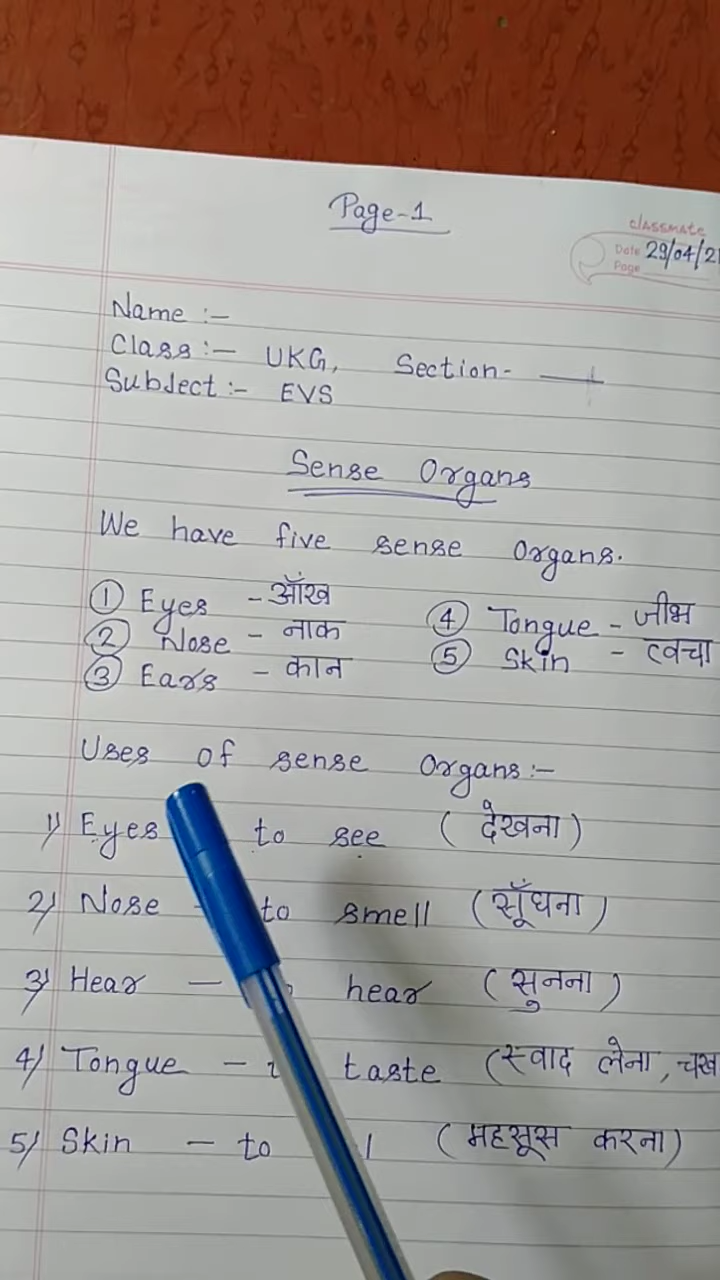 Page-1
classmate
Date 29/04/21
Page
Name :-
Class :- UKG, Section- —
Subject :- EVS
Sense Organs
We have five sense organs.
① Eyes - आँख ④ Tongue - जीभ
② Nose - नाक ⑤ Skin - त्वचा
③ Ears - कान
Uses of sense organs :-
1) Eyes to see (देखना)
2) Nose - to smell (सूँघना)
3) Hear — hear (सुनना)
4) Tongue - taste (स्वाद लेना, चख
5) Skin - to (महसूस करना)